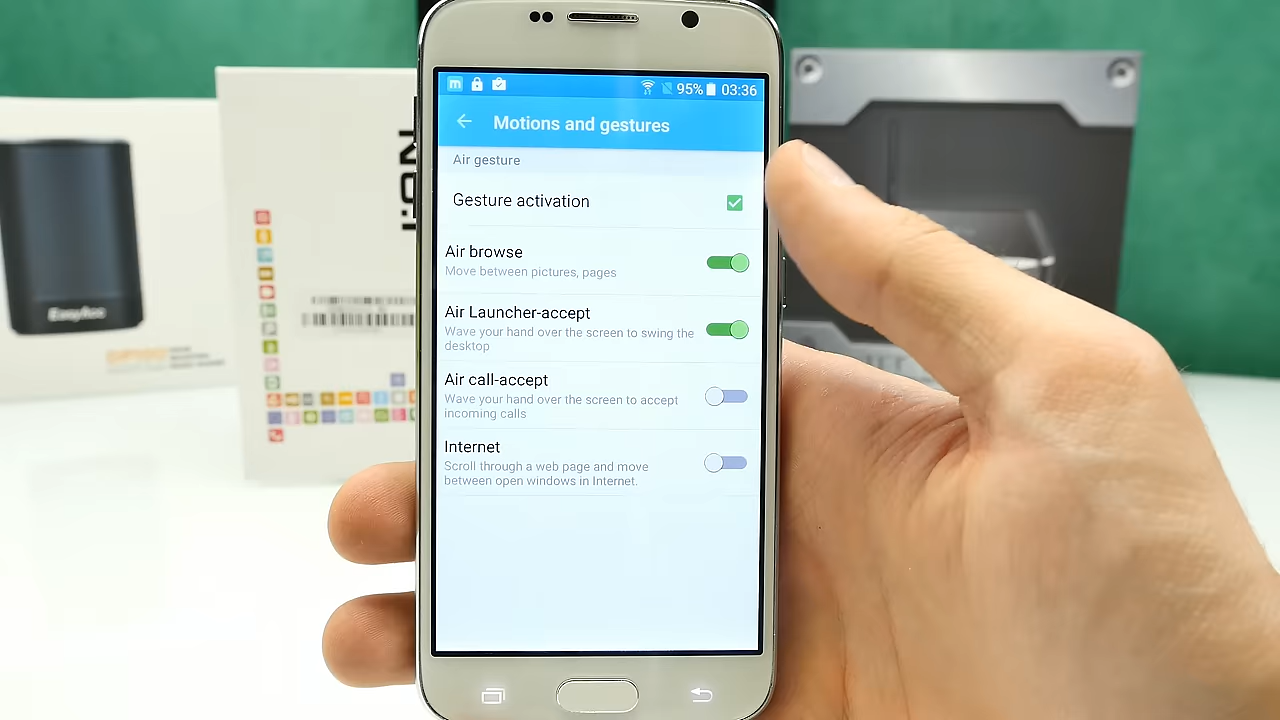 m
95%
03:36
Motions and gestures
Air gesture
Gesture activation
Air browse
Move between pictures, pages
Air Launcher-accept
Wave your hand over the screen to swing the
desktop
Air call-accept
Wave your hand over the screen to accept
incoming calls
Internet
Scroll through a web page and move
between open windows in Internet.
NO.1
EasyAcc